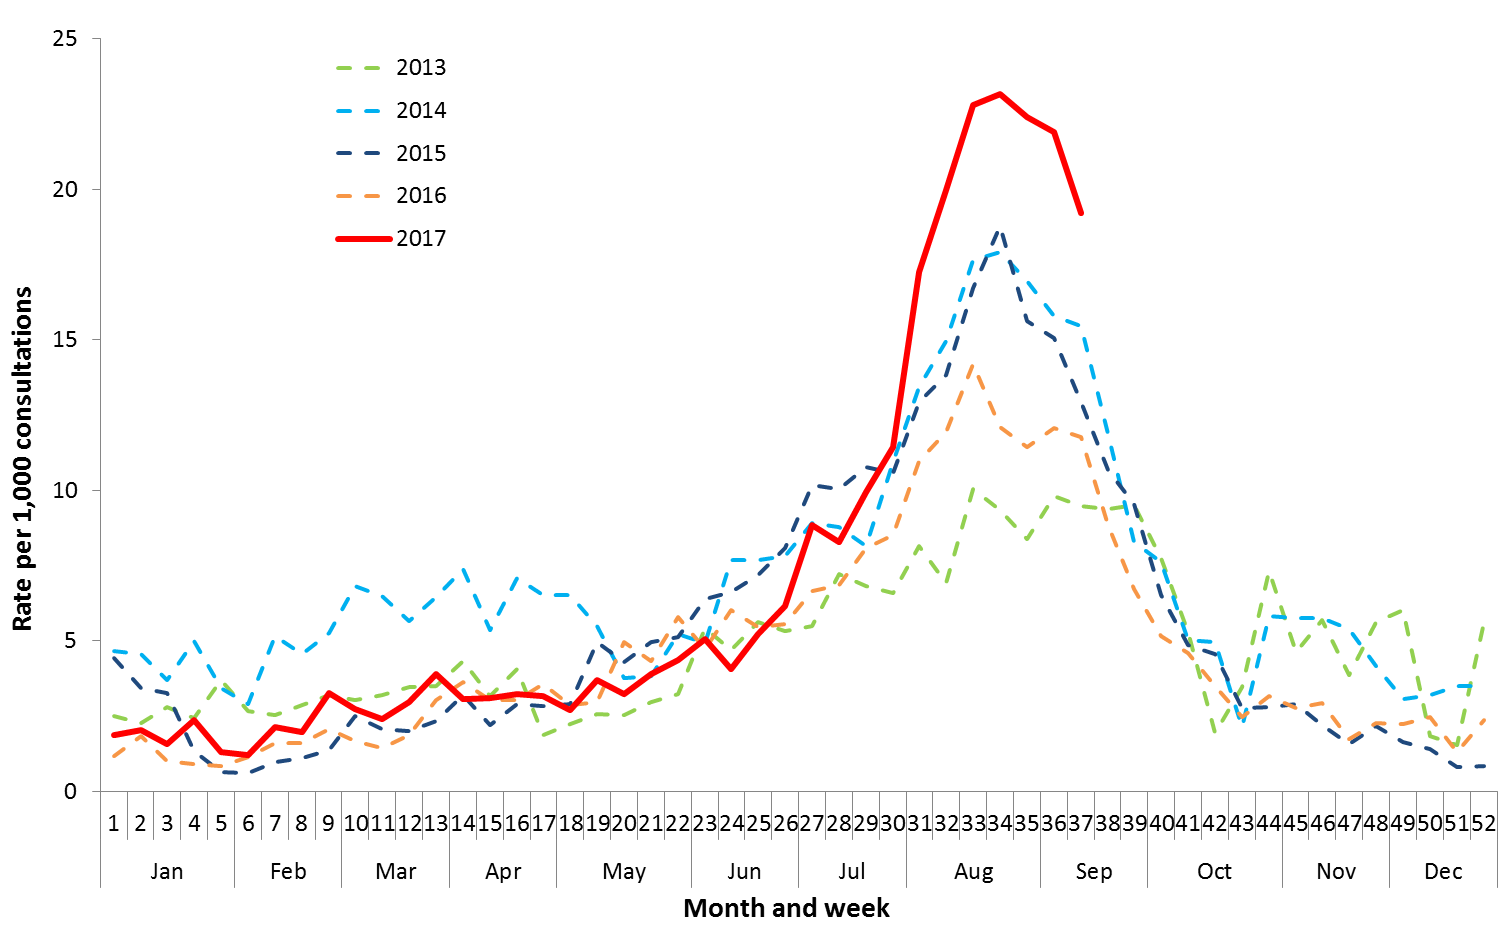 25
20
15
10
5
0
Rate per 1,000 consultations
2013
2014
2015
2016
2017
1 2 3 4 5 6 7 8 9 10 11 12 13 14 15 16 17 18 19 20 21 22 23 24 25 26 27 28 29 30 31 32 33 34 35 36 37 38 39 40 41 42 43 44 45 46 47 48 49 50 51 52
Jan Feb Mar Apr May Jun Jul Aug Sep Oct Nov Dec
Month and week